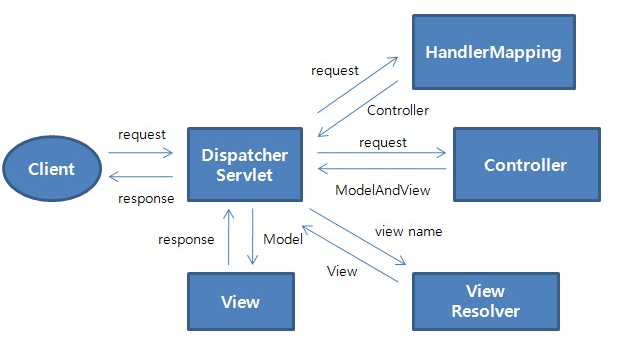 HandlerMapping
request
Controller
request
Client
response
Dispatcher
Servlet
request
ModelAndView
Controller
response
Model
view name
View
View
View
Resolver